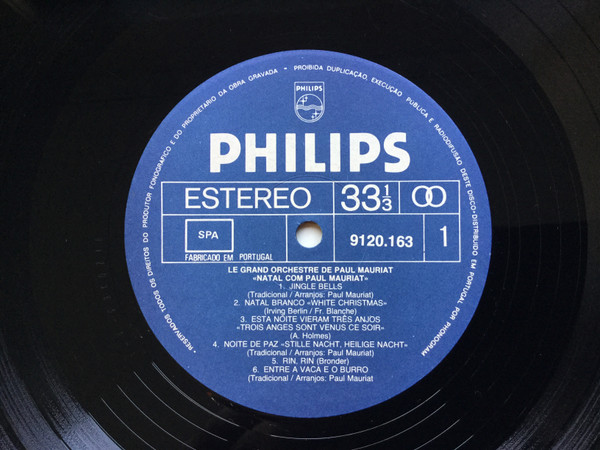 • RESERVADOS TODOS OS DIREITOS DO PRODUTOR FONOGRÁFICO E DO PROPRIETÁRIO DA OBRA GRAVADA • PROIBIDA DUPLICAÇÃO, EXECUÇÃO PÚBLICA E RADIODIFUSÃO DESTE DISCO • DISTRIBUÍDO EM PORTUGAL POR PHONOGRAM
PHILIPS
PHILIPS
ESTEREO 33 1/3
SPA 9120.163 1
FABRICADO EM PORTUGAL
LE GRAND ORCHESTRE DE PAUL MAURIAT
«NATAL COM PAUL MAURIAT»
1. JINGLE BELLS
(Tradicional / Arranjos: Paul Mauriat)
2. NATAL BRANCO «WHITE CHRISTMAS»
(Irving Berlin / Fr. Blanche)
3. ESTA NOITE VIERAM TRÊS ANJOS
«TROIS ANGES SONT VENUS CE SOIR»
(A. Holmes)
4. NOITE DE PAZ «STILLE NACHT, HEILIGE NACHT»
(Tradicional / Arranjos: Paul Mauriat)
5. RIN, RIN (Bronder)
6. ENTRE A VACA E O BURRO
(Tradicional / Arranjos: Paul Mauriat